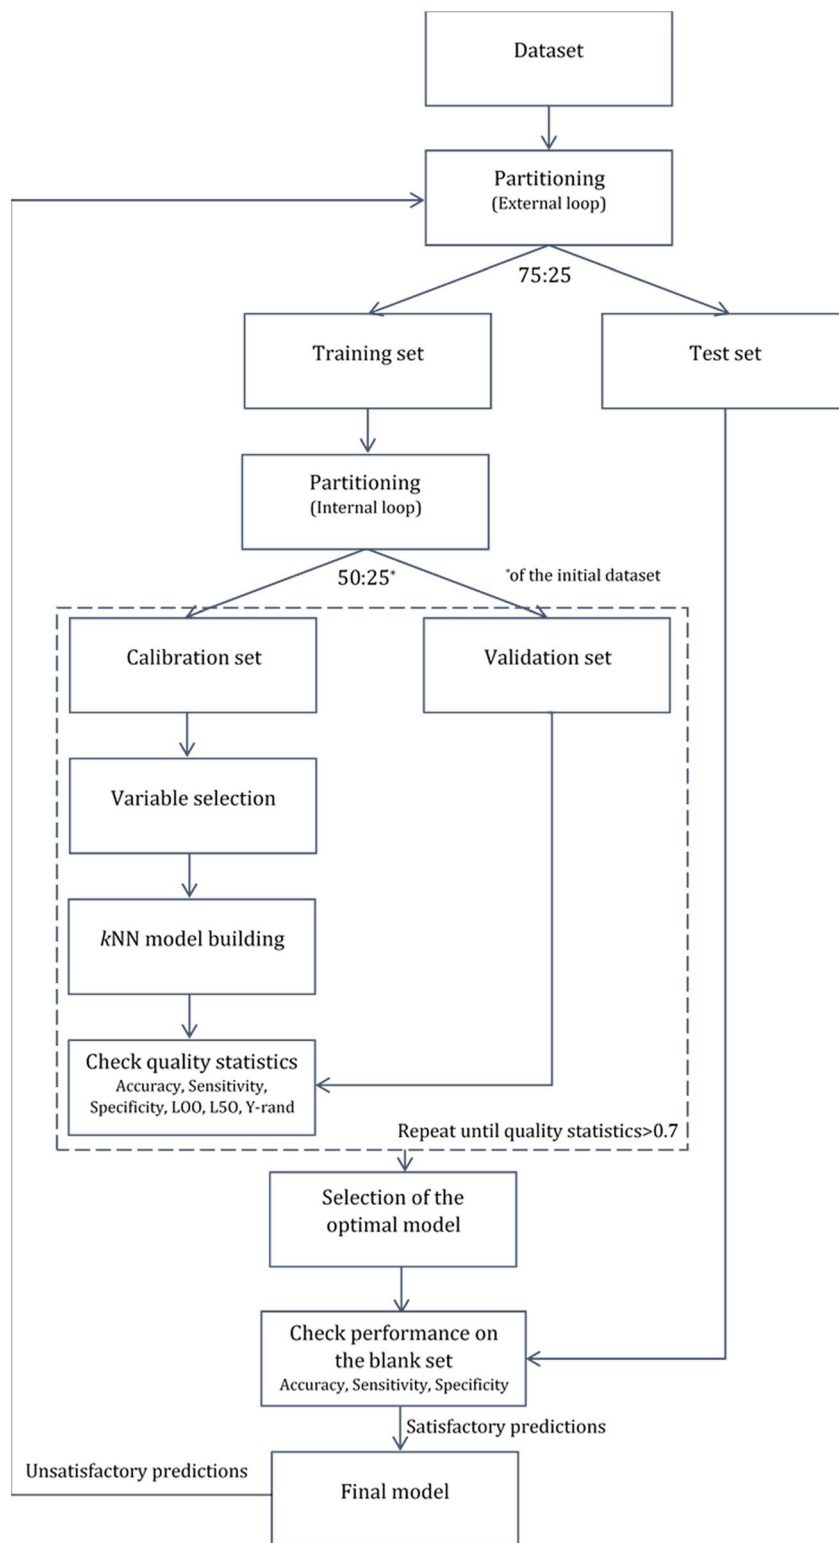 Dataset
Partitioning
(External loop)
75:25
Training set
Test set
Partitioning
(Internal loop)
50:25*
*of the initial dataset
Calibration set
Validation set
Variable selection
kNN model building
Check quality statistics
Accuracy, Sensitivity,
Specificity, LOO, L5O, Y-rand
Repeat until quality statistics>0.7
Selection of the
optimal model
Check performance on
the blank set
Accuracy, Sensitivity, Specificity
Satisfactory predictions
Unsatisfactory predictions
Final model